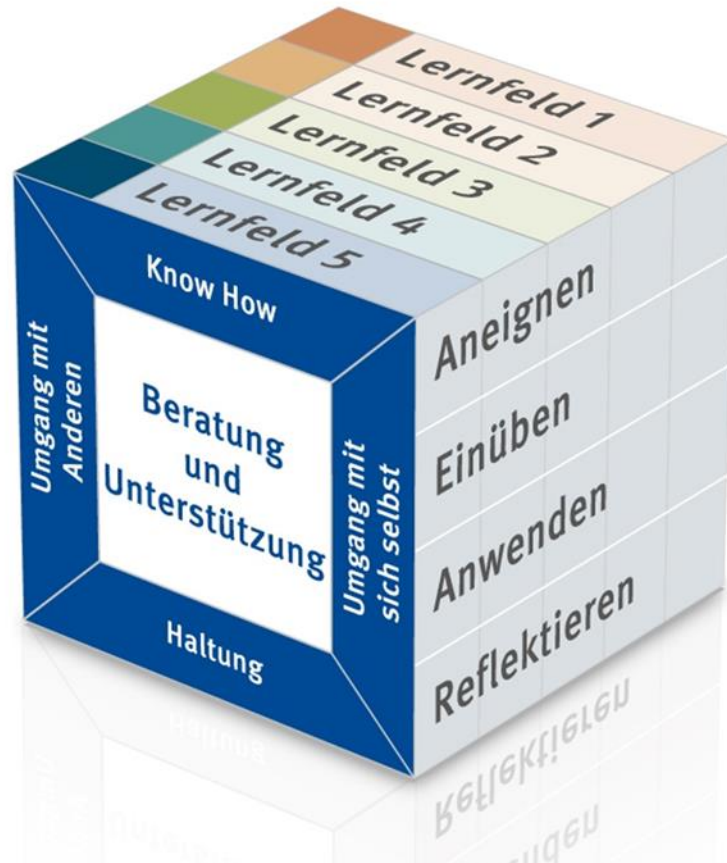 Lernfeld 1
Lernfeld 2
Lernfeld 3
Lernfeld 4
Lernfeld 5
Know How
Umgang mit
Anderen
Beratung
und
Unterstützung
Umgang mit
sich selbst
Haltung
Aneignen
Einüben
Anwenden
Reflektieren